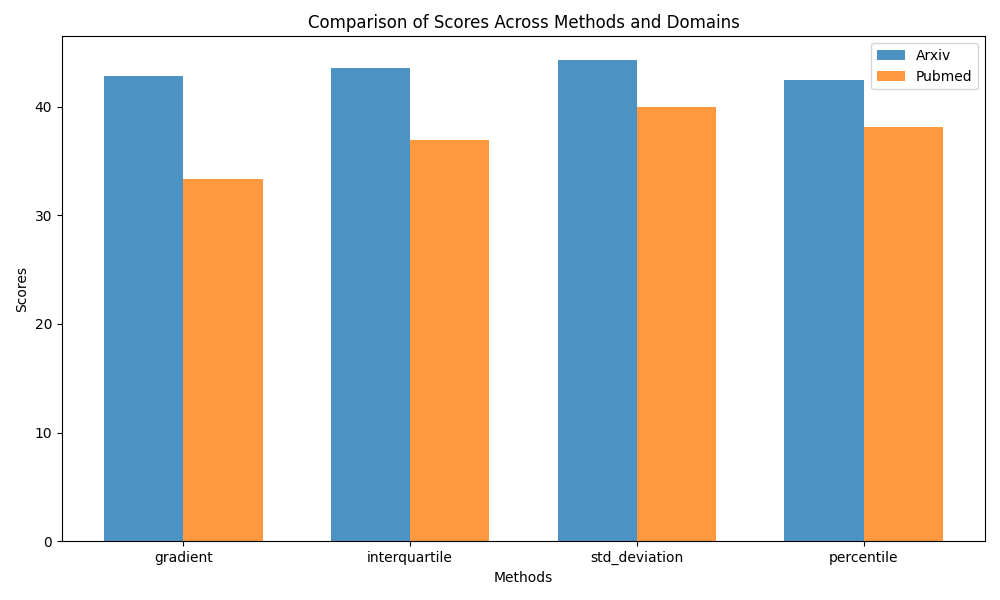 Comparison of Scores Across Methods and Domains
Arxiv
Pubmed
Scores
40
30
20
10
0
gradient
interquartile
std_deviation
percentile
Methods